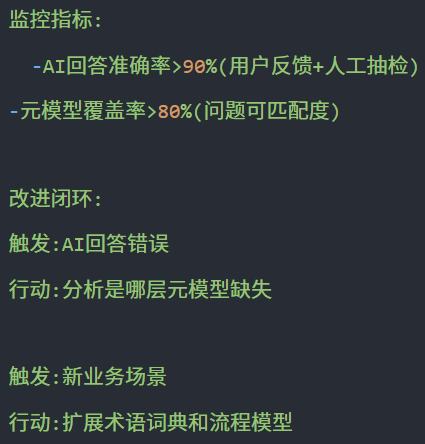 监控指标:
-AI回答准确率>90%(用户反馈+人工抽检)
-元模型覆盖率>80%(问题可匹配度)
改进闭环:
触发:AI回答错误
行动:分析是哪层元模型缺失
触发:新业务场景
行动:扩展术语词典和流程模型